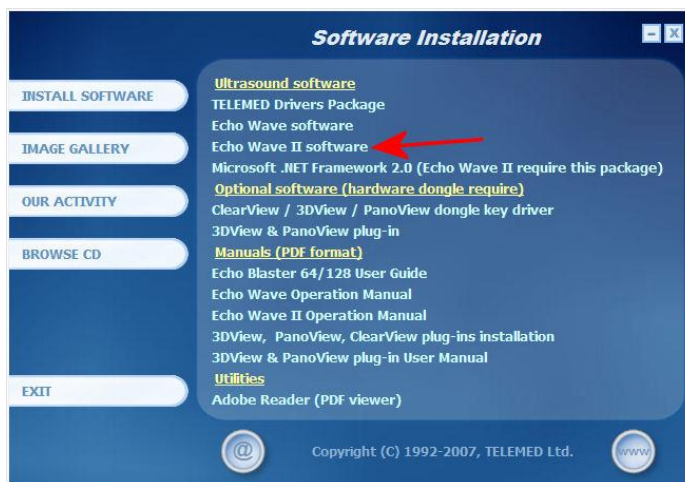 Software Installation
INSTALL SOFTWARE
IMAGE GALLERY
OUR ACTIVITY
BROWSE CD
EXIT
Ultrasound software
TELEMED Drivers Package
Echo Wave software
Echo Wave II software
Microsoft .NET Framework 2.0 (Echo Wave II require this package)
Optional software (hardware dongle require)
ClearView / 3DView / PanoView dongle key driver
3DView & PanoView plug-in
Manuals (PDF format)
Echo Blaster 64/128 User Guide
Echo Wave Operation Manual
Echo Wave II Operation Manual
3DView, PanoView, ClearView plug-ins installation
3DView & PanoView plug-in User Manual
Utilities
Adobe Reader (PDF viewer)
@ Copyright (C) 1992-2007, TELEMED Ltd. www